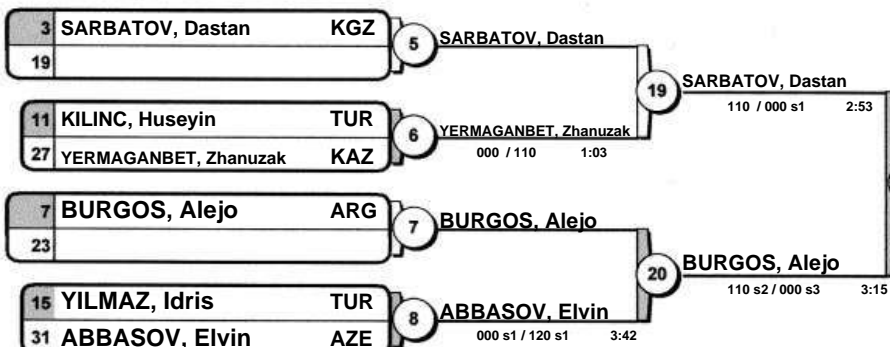 3 SARBATOV, Dastan KGZ
19
5
SARBATOV, Dastan
11 KILINC, Huseyin TUR
27 YERMAGANBET, Zhanuzak KAZ
6
YERMAGANBET, Zhanuzak
000 / 110 1:03
19
SARBATOV, Dastan
110 / 000 s1 2:53
7 BURGOS, Alejo ARG
23
7
BURGOS, Alejo
15 YILMAZ, Idris TUR
31 ABBASOV, Elvin AZE
8
ABBASOV, Elvin
000 s1 / 120 s1 3:42
20
BURGOS, Alejo
110 s2 / 000 s3 3:15